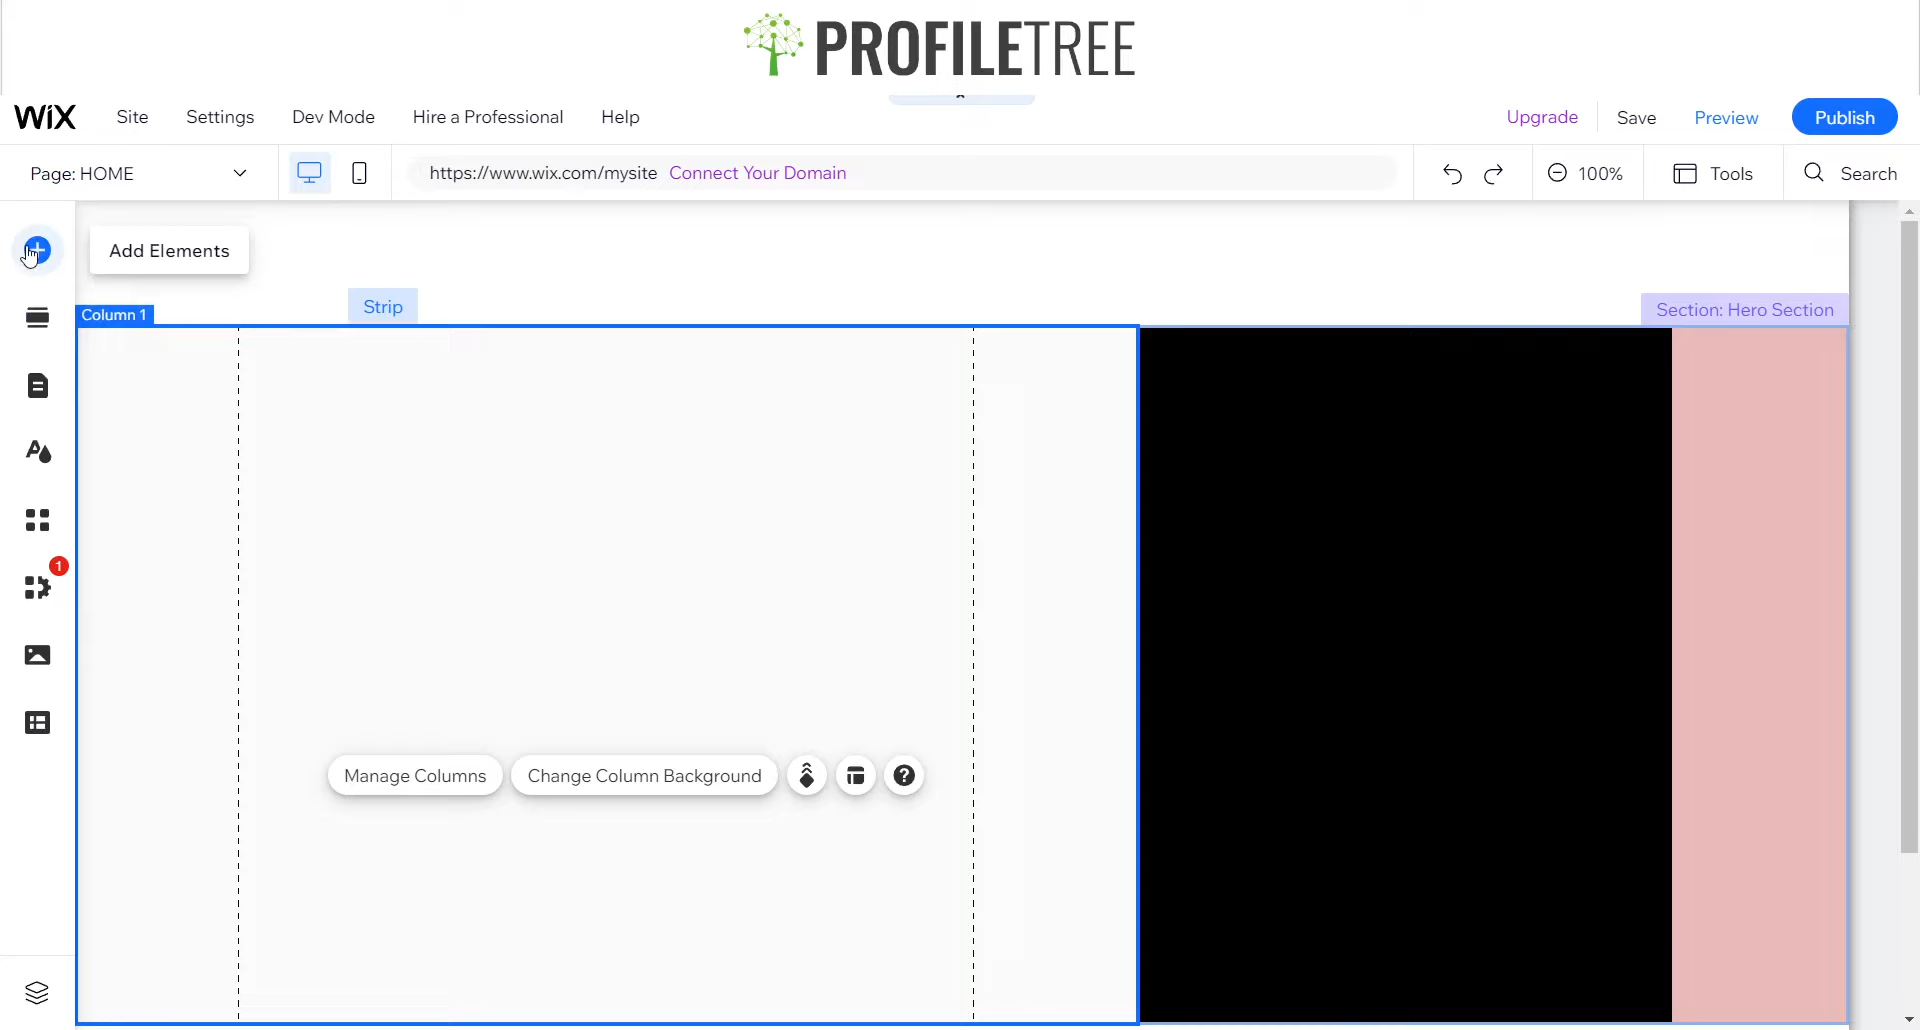 PROFILETREE
WiX Site Settings Dev Mode Hire a Professional Help Upgrade Save Preview Publish
Page: HOME https://www.wix.com/mysite Connect Your Domain 100% Tools Search
Add Elements
Strip
Section: Hero Section
Column 1
1
Manage Columns Change Column Background ?